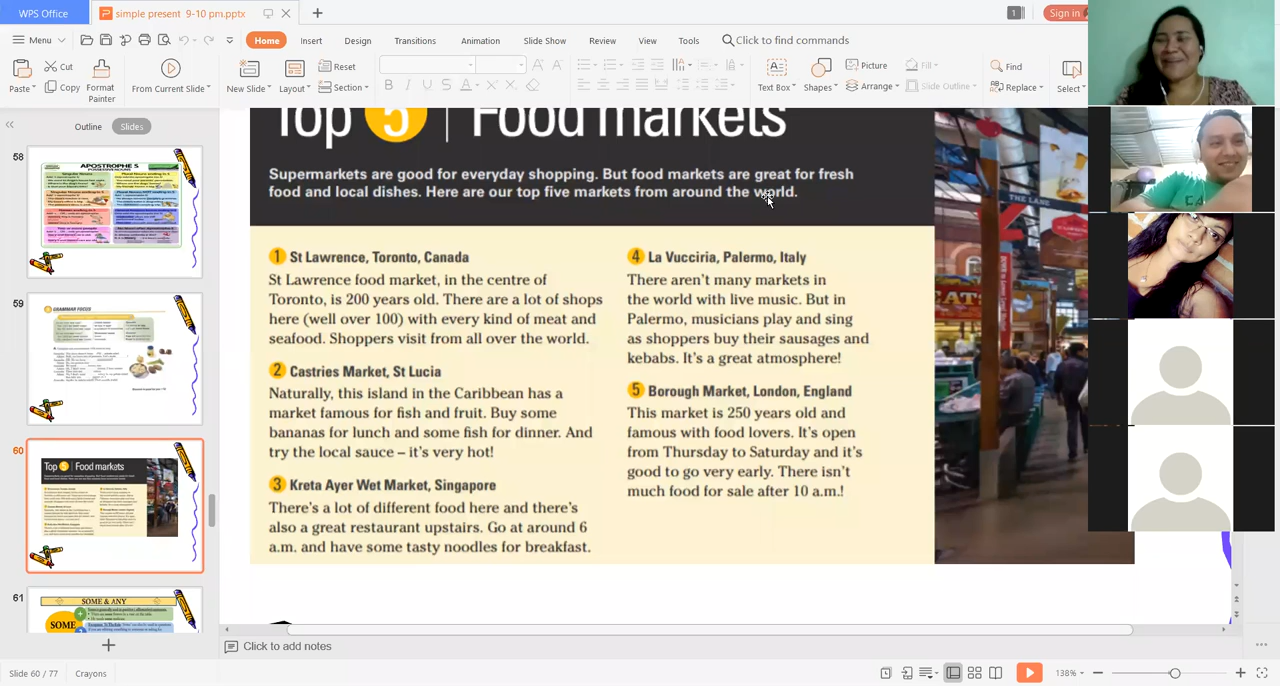 WPS Office
simple present 9-10 pm.pptx
1
Sign in
Menu
Home
Insert
Design
Transitions
Animation
Slide Show
Review
View
Tools
Click to find commands
Paste
Cut
Copy
Format Painter
From Current Slide
New Slide
Layout
Reset
Section
B I U S A X² X₂
Text Box
Shapes
Picture
Fill
Arrange
Slide Outline
Find
Replace
Select
Outline
Slides
58
APOSTROPHE S
59
GRAMMAR FOCUS
60
Top 5 Food markets
61
SOME & ANY
SOME
Top 5 | Food markets
Supermarkets are good for everyday shopping. But food markets are great for fresh
food and local dishes. Here are our top five markets from around the world.
1 St Lawrence, Toronto, Canada
St Lawrence food market, in the centre of
Toronto, is 200 years old. There are a lot of shops
here (well over 100) with every kind of meat and
seafood. Shoppers visit from all over the world.
2 Castries Market, St Lucia
Naturally, this island in the Caribbean has a
market famous for fish and fruit. Buy some
bananas for lunch and some fish for dinner. And
try the local sauce – it's very hot!
3 Kreta Ayer Wet Market, Singapore
There's a lot of different food here and there's
also a great restaurant upstairs. Go at around 6
a.m. and have some tasty noodles for breakfast.
4 La Vucciria, Palermo, Italy
There aren't many markets in
the world with live music. But in
Palermo, musicians play and sing
as shoppers buy their sausages and
kebabs. It's a great atmosphere!
5 Borough Market, London, England
This market is 250 years old and
famous with food lovers. It's open
from Thursday to Saturday and it's
good to go very early. There isn't
much food for sale after 10 a.m.!
THE LANE
Click to add notes
Slide 60 / 77
Crayons
138%